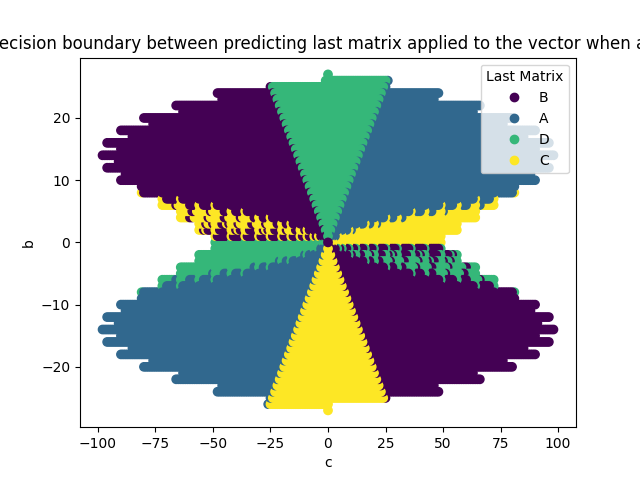 ecision boundary between predicting last matrix applied to the vector when a
Last Matrix
B
A
D
C
20
10
0
−10
−20
b
−100
−75
−50
−25
0
25
50
75
100
c